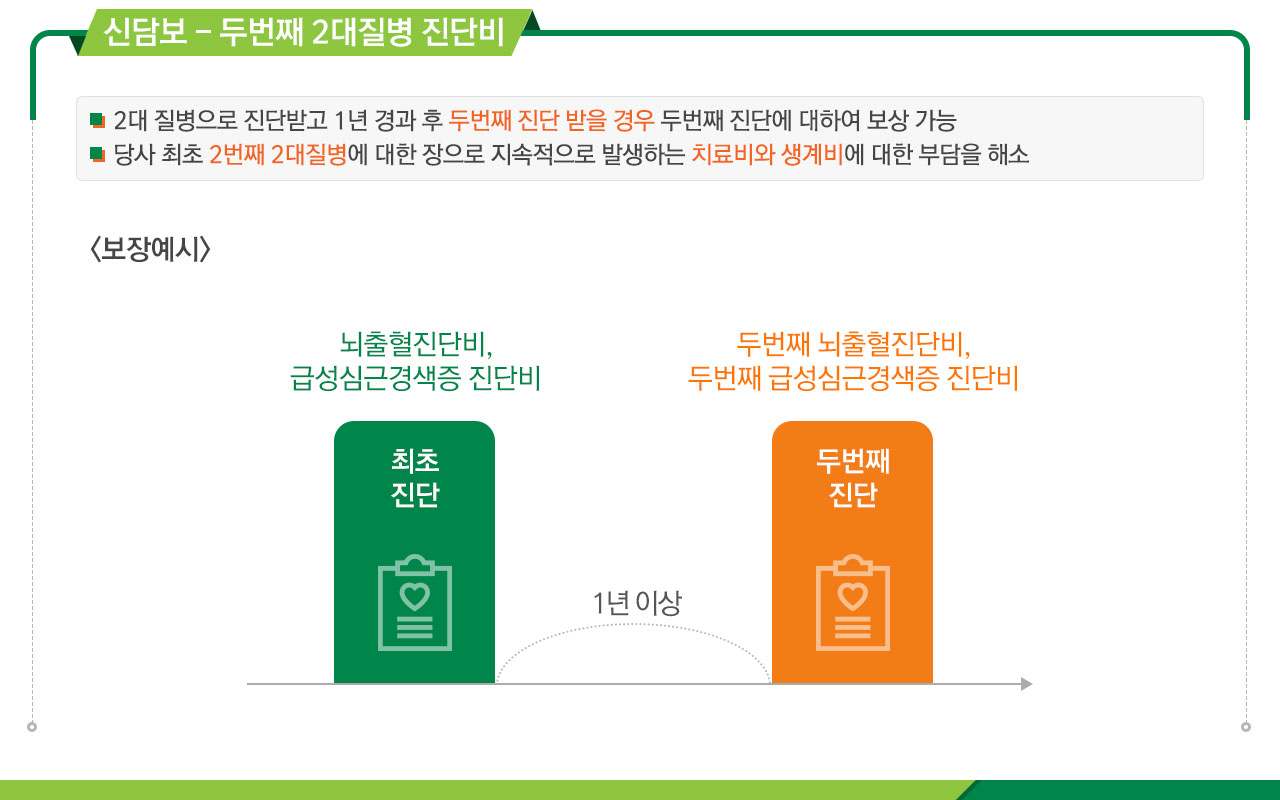 신담보 – 두번째 2대질병 진단비
2대 질병으로 진단받고 1년 경과 후 두번째 진단 받을 경우 두번째 진단에 대하여 보상 가능
당사 최초 2번째 2대질병에 대한 장으로 지속적으로 발생하는 치료비와 생계비에 대한 부담을 해소
〈보장예시〉
뇌출혈진단비,
급성심근경색증 진단비
두번째 뇌출혈진단비,
두번째 급성심근경색증 진단비
최초
진단
두번째
진단
1년 이상